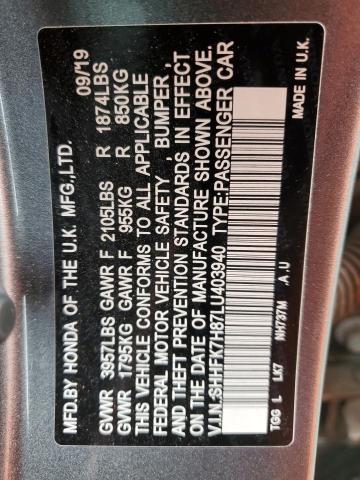 MFD.BY HONDA OF THE U.K. MFG.,LTD. 09/19
GVWR 3957LBS GAWR F 2105LBS R 1874LBS
GVWR 1795KG GAWR F 955KG R 850KG
THIS VEHICLE CONFORMS TO ALL APPLICABLE
FEDERAL MOTOR VEHICLE SAFETY, BUMPER,
AND THEFT PREVENTION STANDARDS IN EFFECT
ON THE DATE OF MANUFACTURE SHOWN ABOVE.
V.I.N.:SHHFK7H87LU403940 TYPE:PASSENGER CAR
TGG L LK7 NH737M .A .U MADE IN U.K.